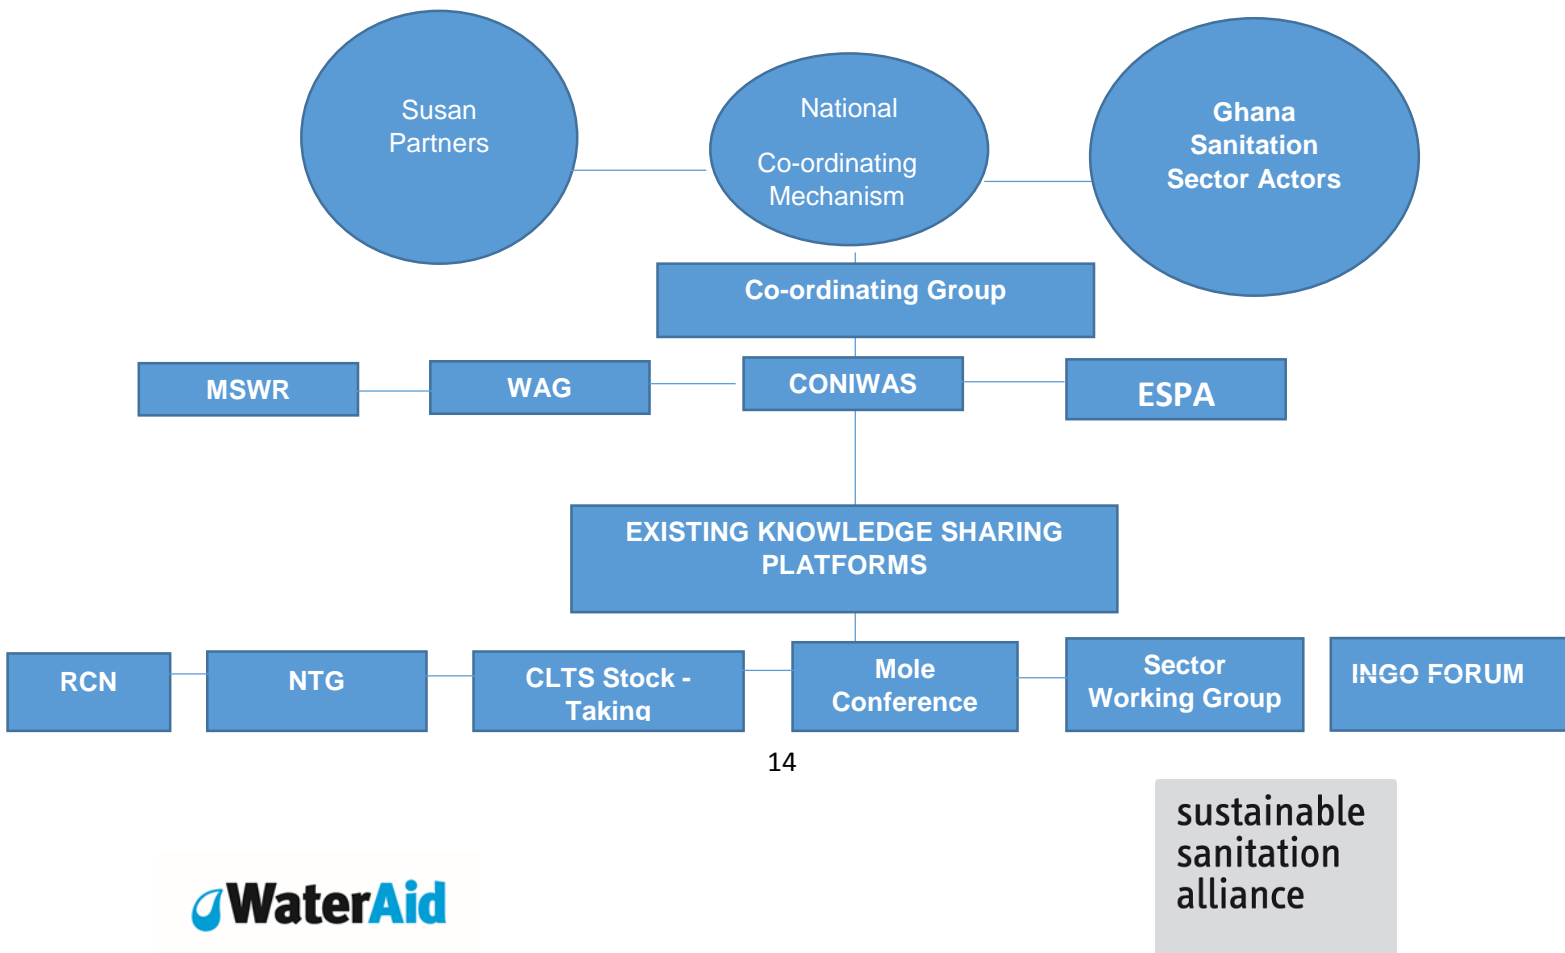 Susan
Partners
National
Co-ordinating
Mechanism
Ghana
Sanitation
Sector Actors
Co-ordinating Group
MSWR
WAG
CONIWAS
ESPA
EXISTING KNOWLEDGE SHARING
PLATFORMS
RCN
NTG
CLTS Stock -
Taking
Mole
Conference
Sector
Working Group
INGO FORUM
14
WaterAid
sustainable
sanitation
alliance